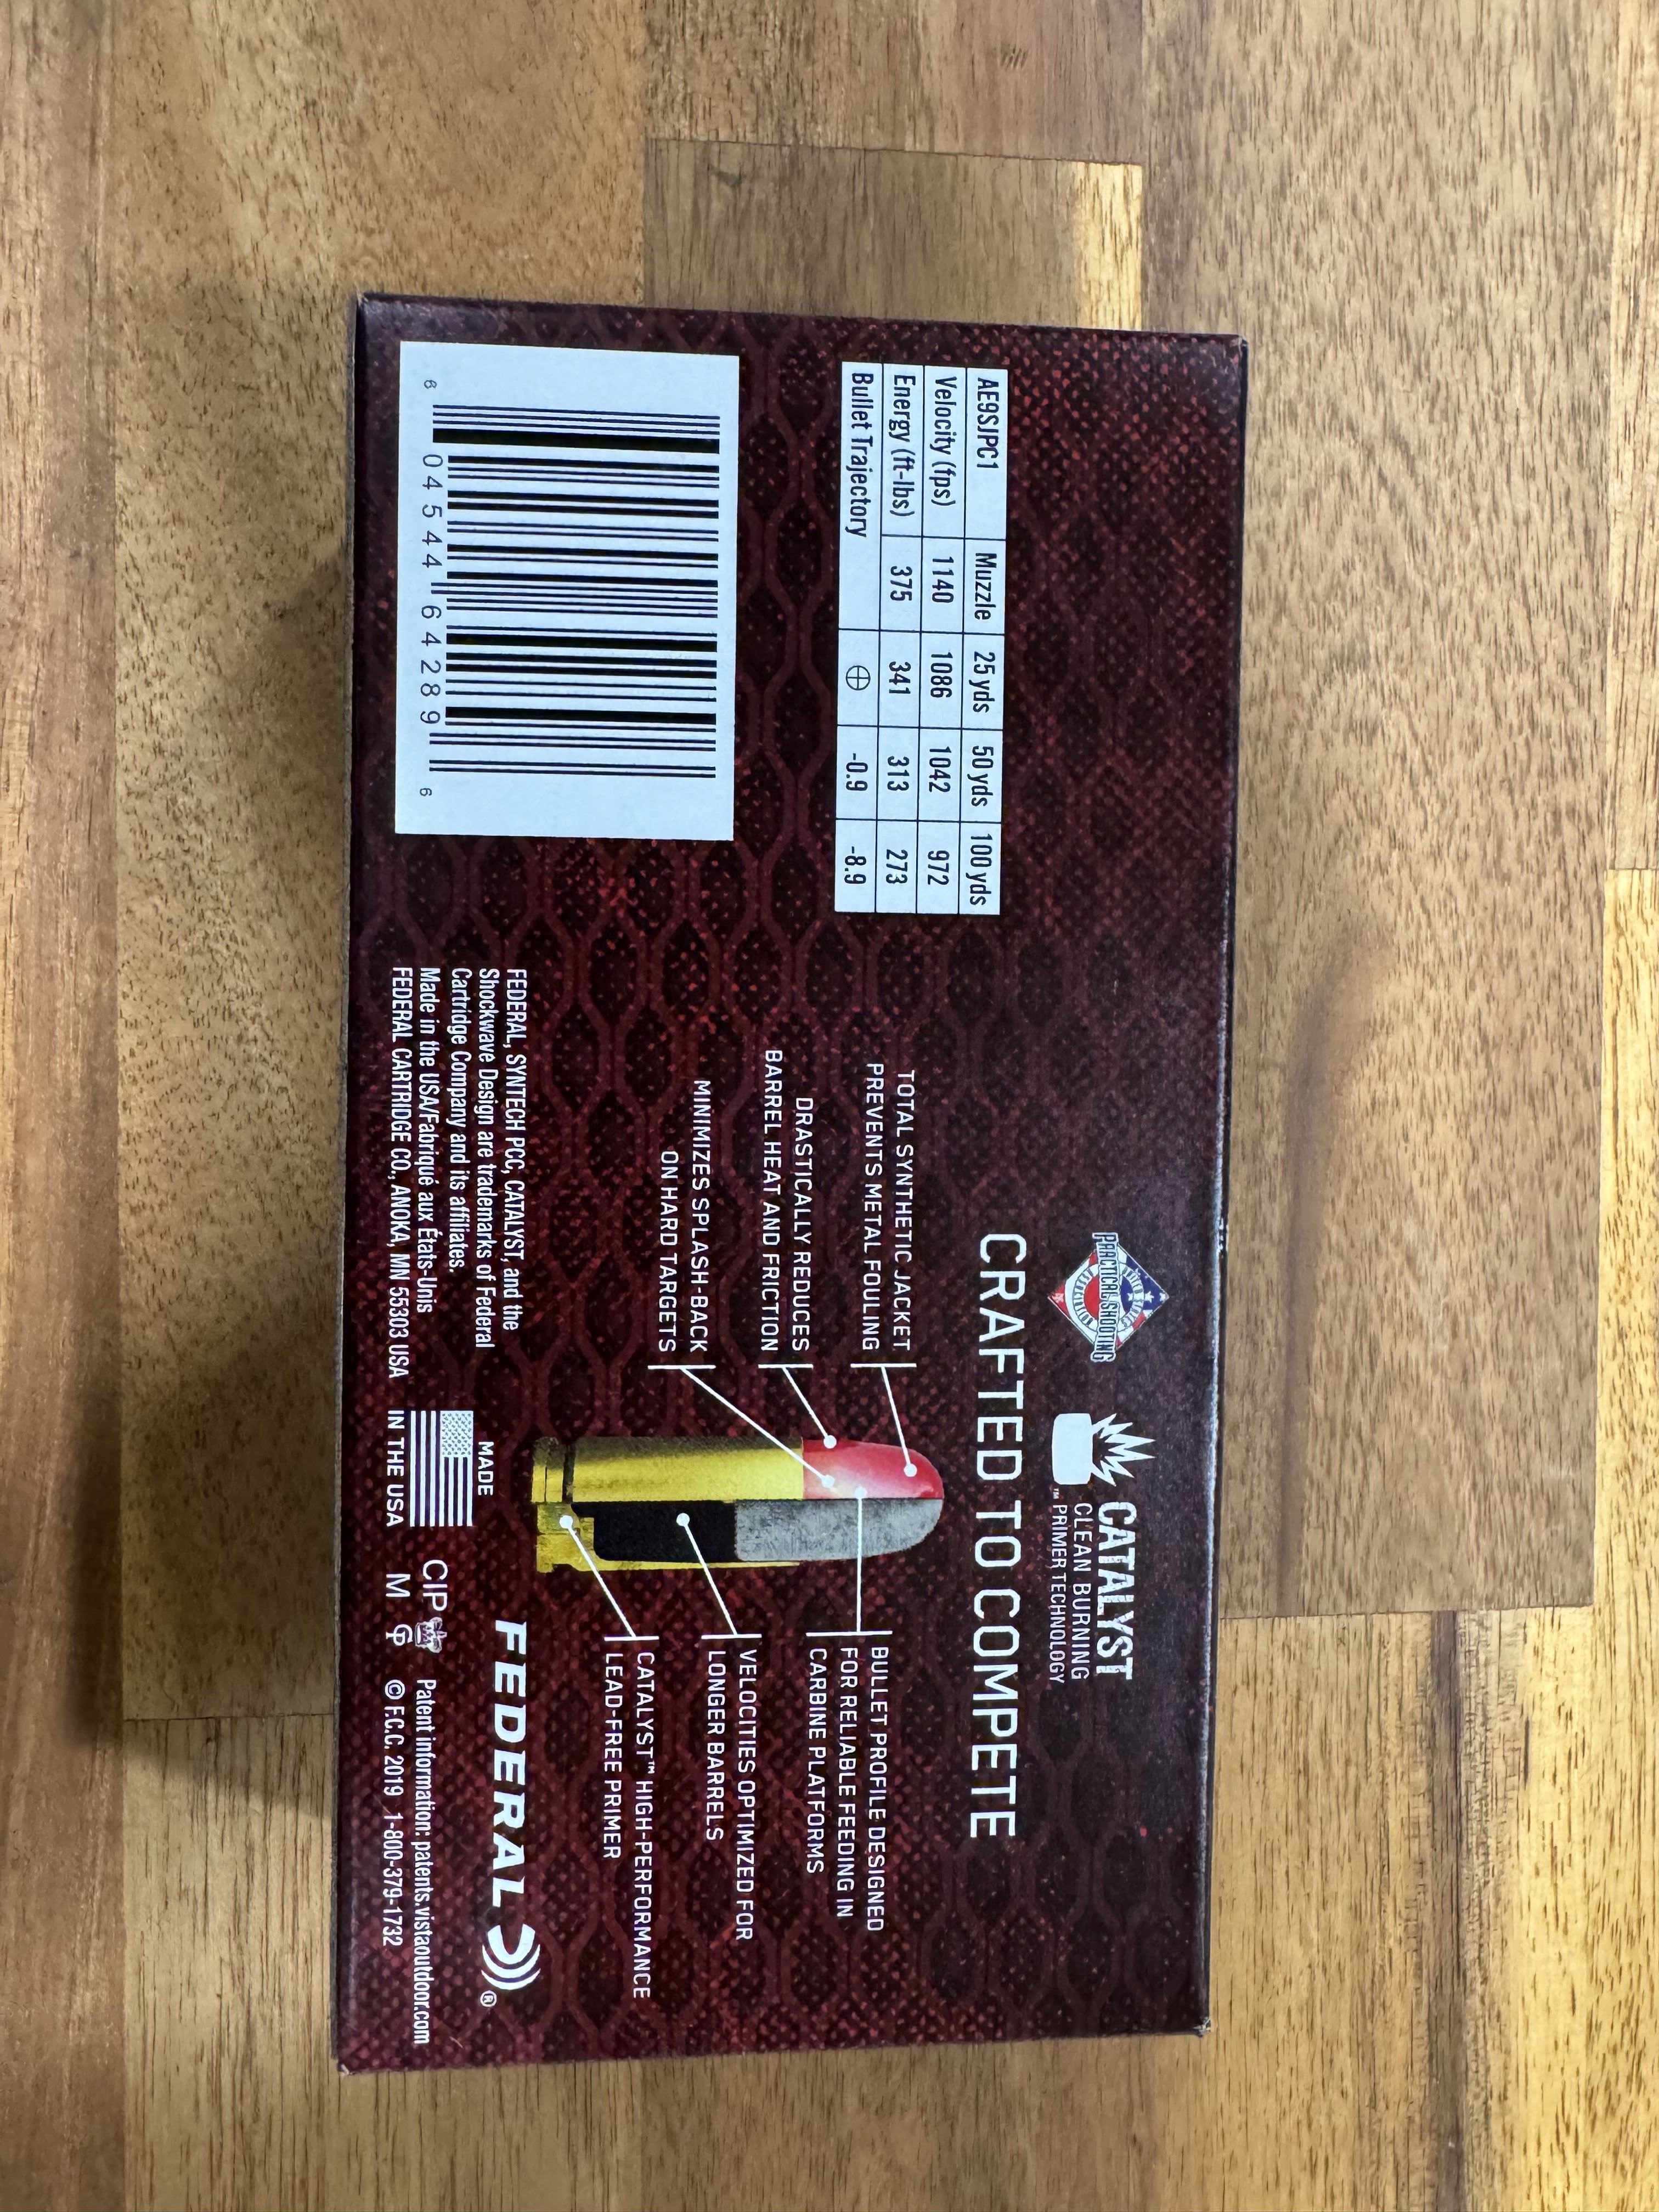 PRACTICAL SHOOTING
CATALYST
CLEAN BURNING
™ PRIMER TECHNOLOGY
CRAFTED TO COMPETE
AE9SJPC1 Muzzle 25 yds 50 yds 100 yds
Velocity (fps) 1140 1086 1042 972
Energy (ft-lbs) 375 341 313 273
Bullet Trajectory ⊕ -0.9 -8.9
TOTAL SYNTHETIC JACKET
PREVENTS METAL FOULING
DRASTICALLY REDUCES
BARREL HEAT AND FRICTION
MINIMIZES SPLASH-BACK
ON HARD TARGETS
BULLET PROFILE DESIGNED
FOR RELIABLE FEEDING IN
CARBINE PLATFORMS
VELOCITIES OPTIMIZED FOR
LONGER BARRELS
CATALYST™ HIGH-PERFORMANCE
LEAD-FREE PRIMER
6 04544 64289 6
FEDERAL, SYNTECH PCC, CATALYST, and the
Shockwave Design are trademarks of Federal
Cartridge Company and its affiliates.
Made in the USA/Fabriqué aux États-Unis
FEDERAL CARTRIDGE CO., ANOKA, MN 55303 USA
MADE
IN THE USA
CIP
M
FEDERAL®
Patent information: patents.vistaoutdoor.com
© F.C.C. 2019 1-800-379-1732